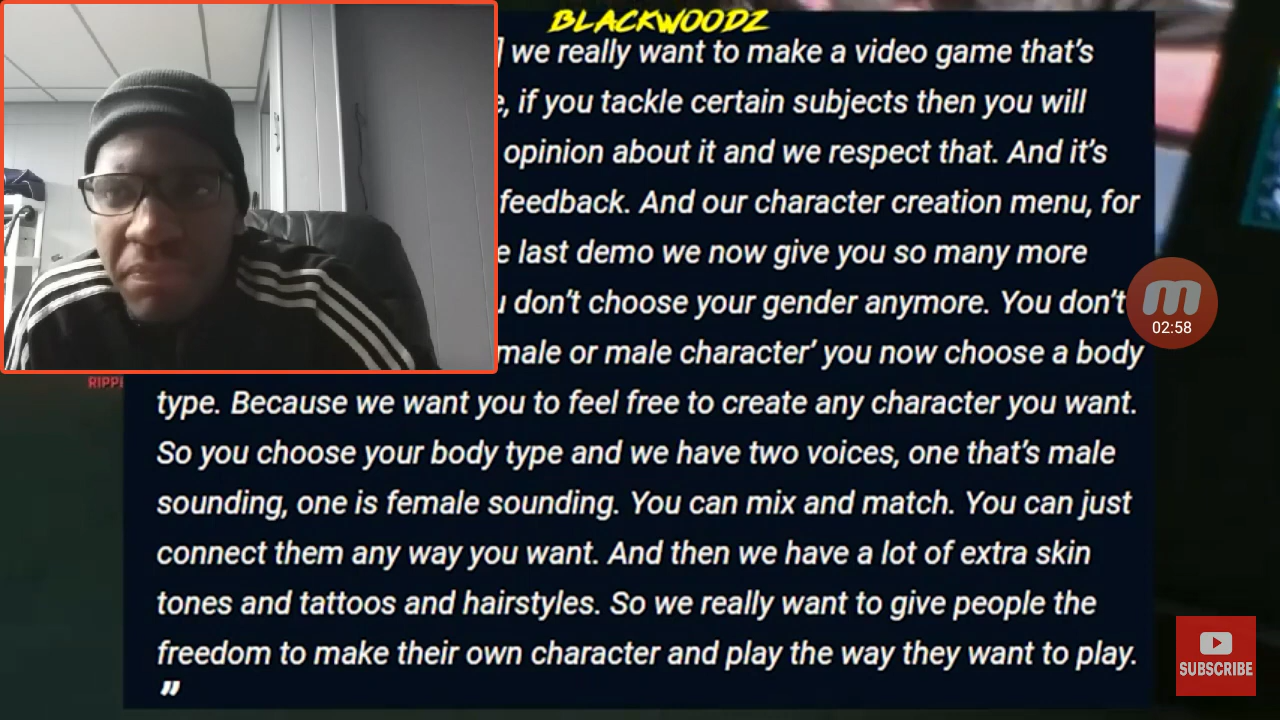 BLACKWOODZ
] we really want to make a video game that's
e, if you tackle certain subjects then you will
opinion about it and we respect that. And it's
feedback. And our character creation menu, for
e last demo we now give you so many more
u don't choose your gender anymore. You don't
male or male character' you now choose a body
type. Because we want you to feel free to create any character you want.
So you choose your body type and we have two voices, one that's male
sounding, one is female sounding. You can mix and match. You can just
connect them any way you want. And then we have a lot of extra skin
tones and tattoos and hairstyles. So we really want to give people the
freedom to make their own character and play the way they want to play.
"
02:58
RIPPE
SUBSCRIBE